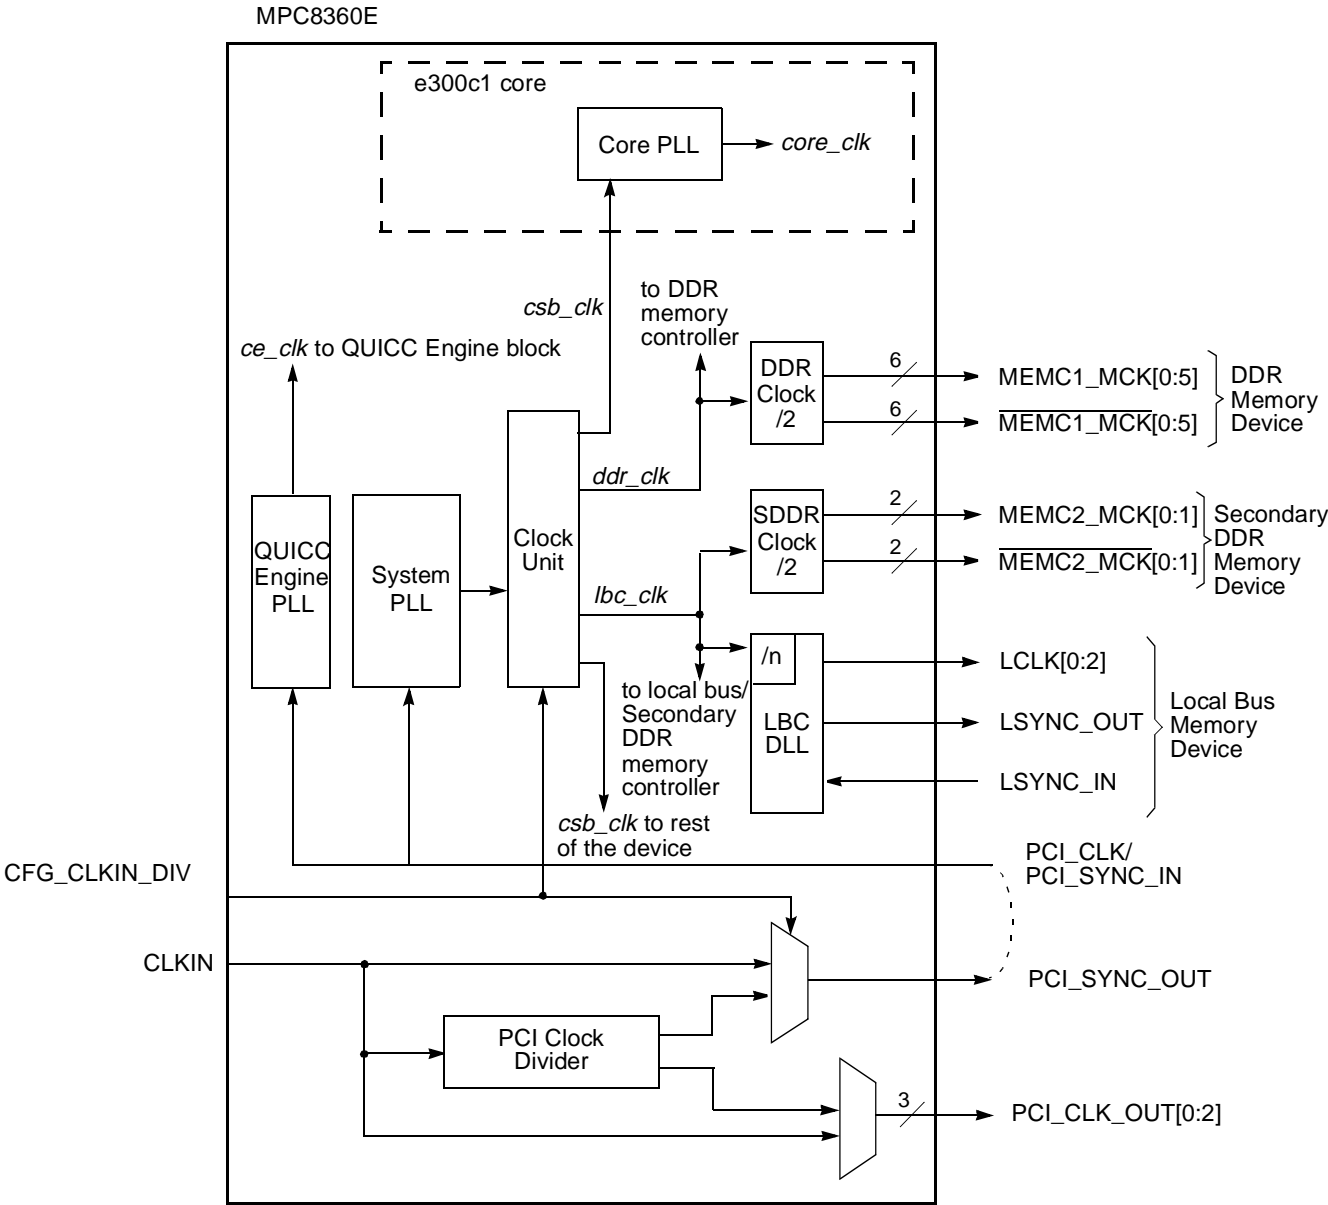 MPC8360E
e300c1 core
Core PLL
core_clk
csb_clk
to DDR
memory
controller
ce_clk to QUICC Engine block
DDR
Clock
/2
6
MEMC1_MCK[0:5]
6
MEMC1_MCK[0:5]
DDR
Memory
Device
ddr_clk
QUICC
Engine
PLL
System
PLL
Clock
Unit
SDDR
Clock
/2
2
MEMC2_MCK[0:1]
2
MEMC2_MCK[0:1]
Secondary
DDR
Memory
Device
lbc_clk
/n
LBC
DLL
LCLK[0:2]
LSYNC_OUT
LSYNC_IN
Local Bus
Memory
Device
to local bus/
Secondary
DDR
memory
controller
csb_clk to rest
of the device
PCI_CLK/
PCI_SYNC_IN
CFG_CLKIN_DIV
CLKIN
PCI_SYNC_OUT
PCI Clock
Divider
3
PCI_CLK_OUT[0:2]